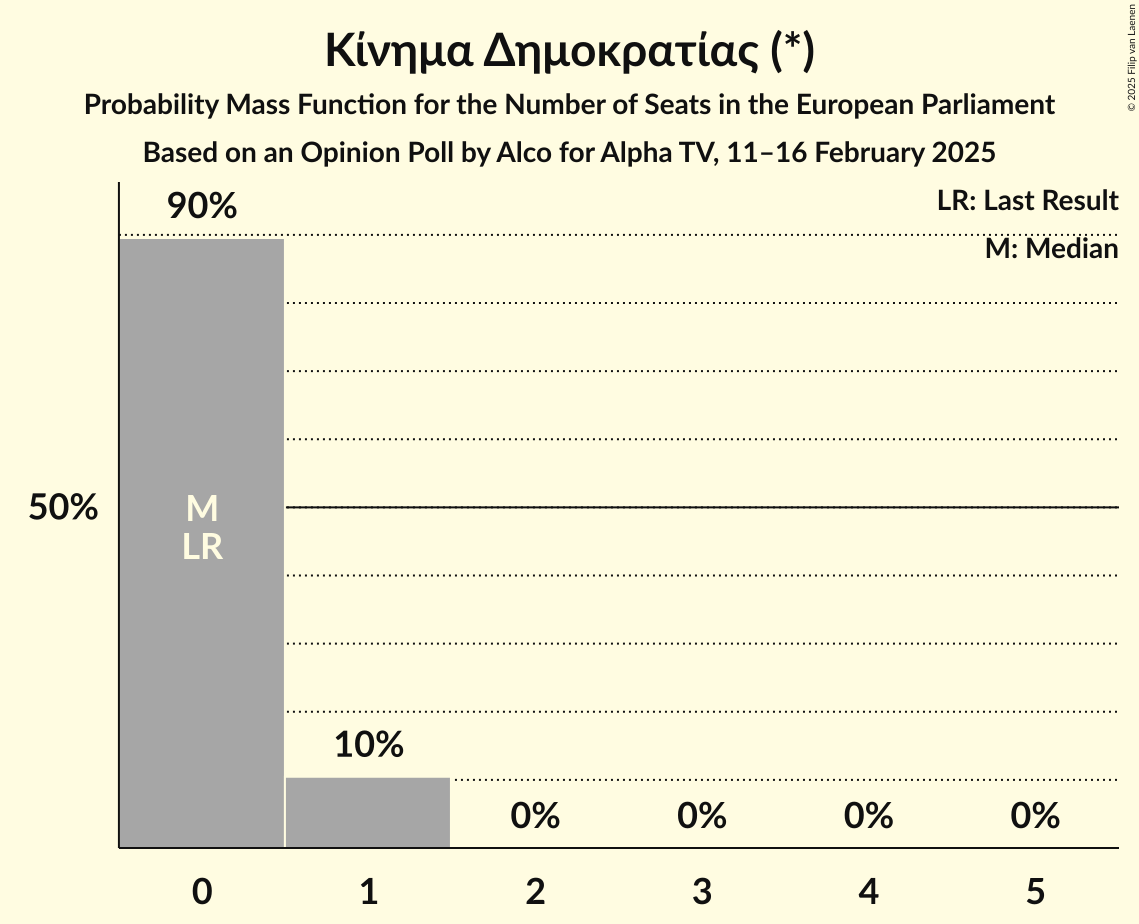 Κίνημα Δημοκρατίας (*)
Probability Mass Function for the Number of Seats in the European Parliament
Based on an Opinion Poll by Alco for Alpha TV, 11–16 February 2025
© 2025 Filip van Laenen
LR: Last Result
M: Median
90%
50%
M
LR
10%
0%
0%
0%
0%
0 1 2 3 4 5